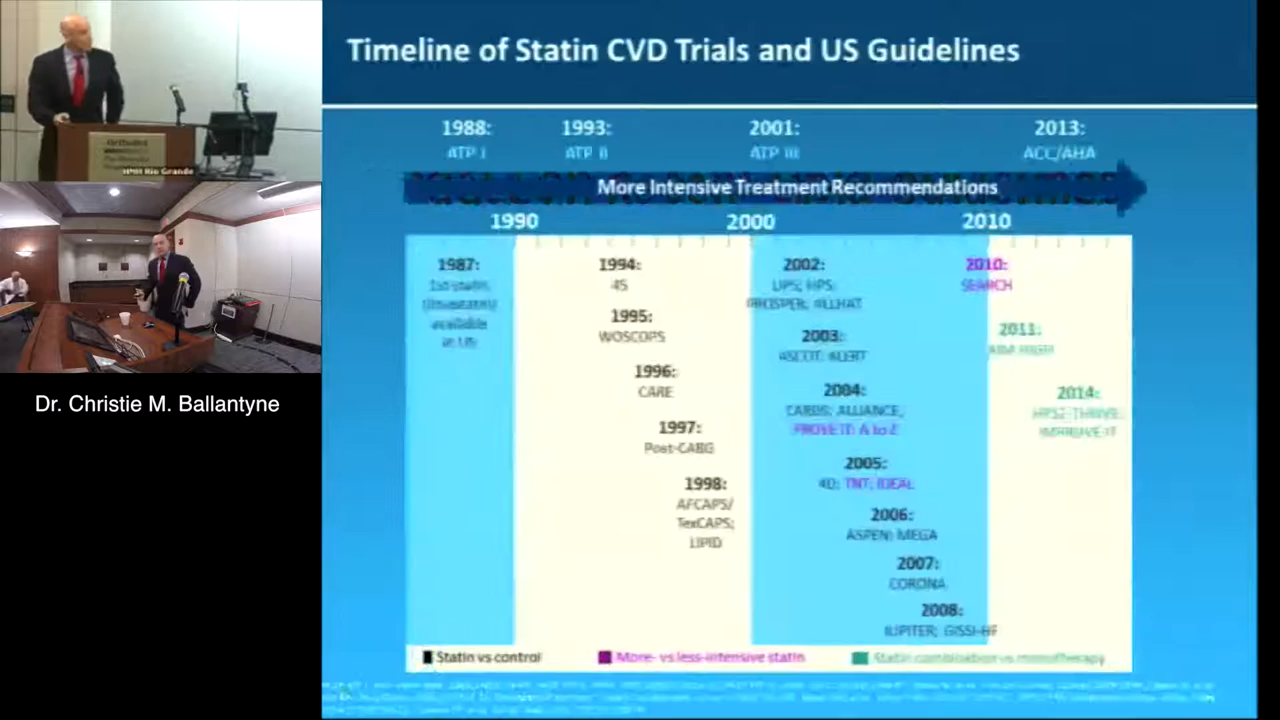 Timeline of Statin CVD Trials and US Guidelines
1988:
ATP I
1993:
ATP II
2001:
ATP III
2013:
ACC/AHA
More Intensive Treatment Recommendations
1990
2000
2010
1987:
1st statin
(lovastatin)
available
in US
1994:
4S
1995:
WOSCOPS
1996:
CARE
1997:
Post-CABG
1998:
AFCAPS/
TexCAPS;
LIPID
2002:
LIPS; HPS;
PROSPER; ALLHAT
2003:
ASCOT; ALERT
2004:
CARDS; ALLIANCE;
PROVE IT; A to Z
2005:
4D; TNT; IDEAL
2006:
ASPEN; MEGA
2007:
CORONA
2008:
JUPITER; GISSI-HF
2010:
SEARCH
2011:
AIM-HIGH
2014:
HPS2-THRIVE;
IMPROVE-IT
Statin vs control
More- vs less-intensive statin
Statin combination vs monotherapy
Methodist
HMH Rio Grande
Dr. Christie M. Ballantyne